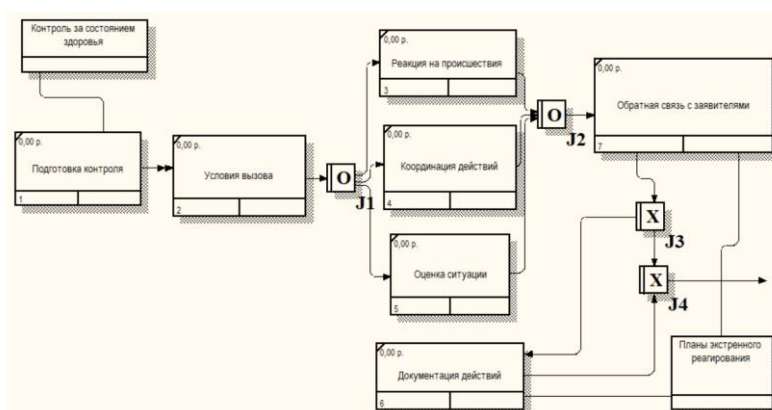 Контроль за состоянием
здоровья
0,00 р.
Подготовка контроля
1
0,00 р.
Условия вызова
2
O
J1
0,00 р.
Реакция на происшествия
3
0,00 р.
Координация действий
4
0,00 р.
Оценка ситуации
5
O
J2
0,00 р.
Обратная связь с заявителями
7
X
J3
X
J4
0,00 р.
Документация действий
6
Планы экстренного
реагирования